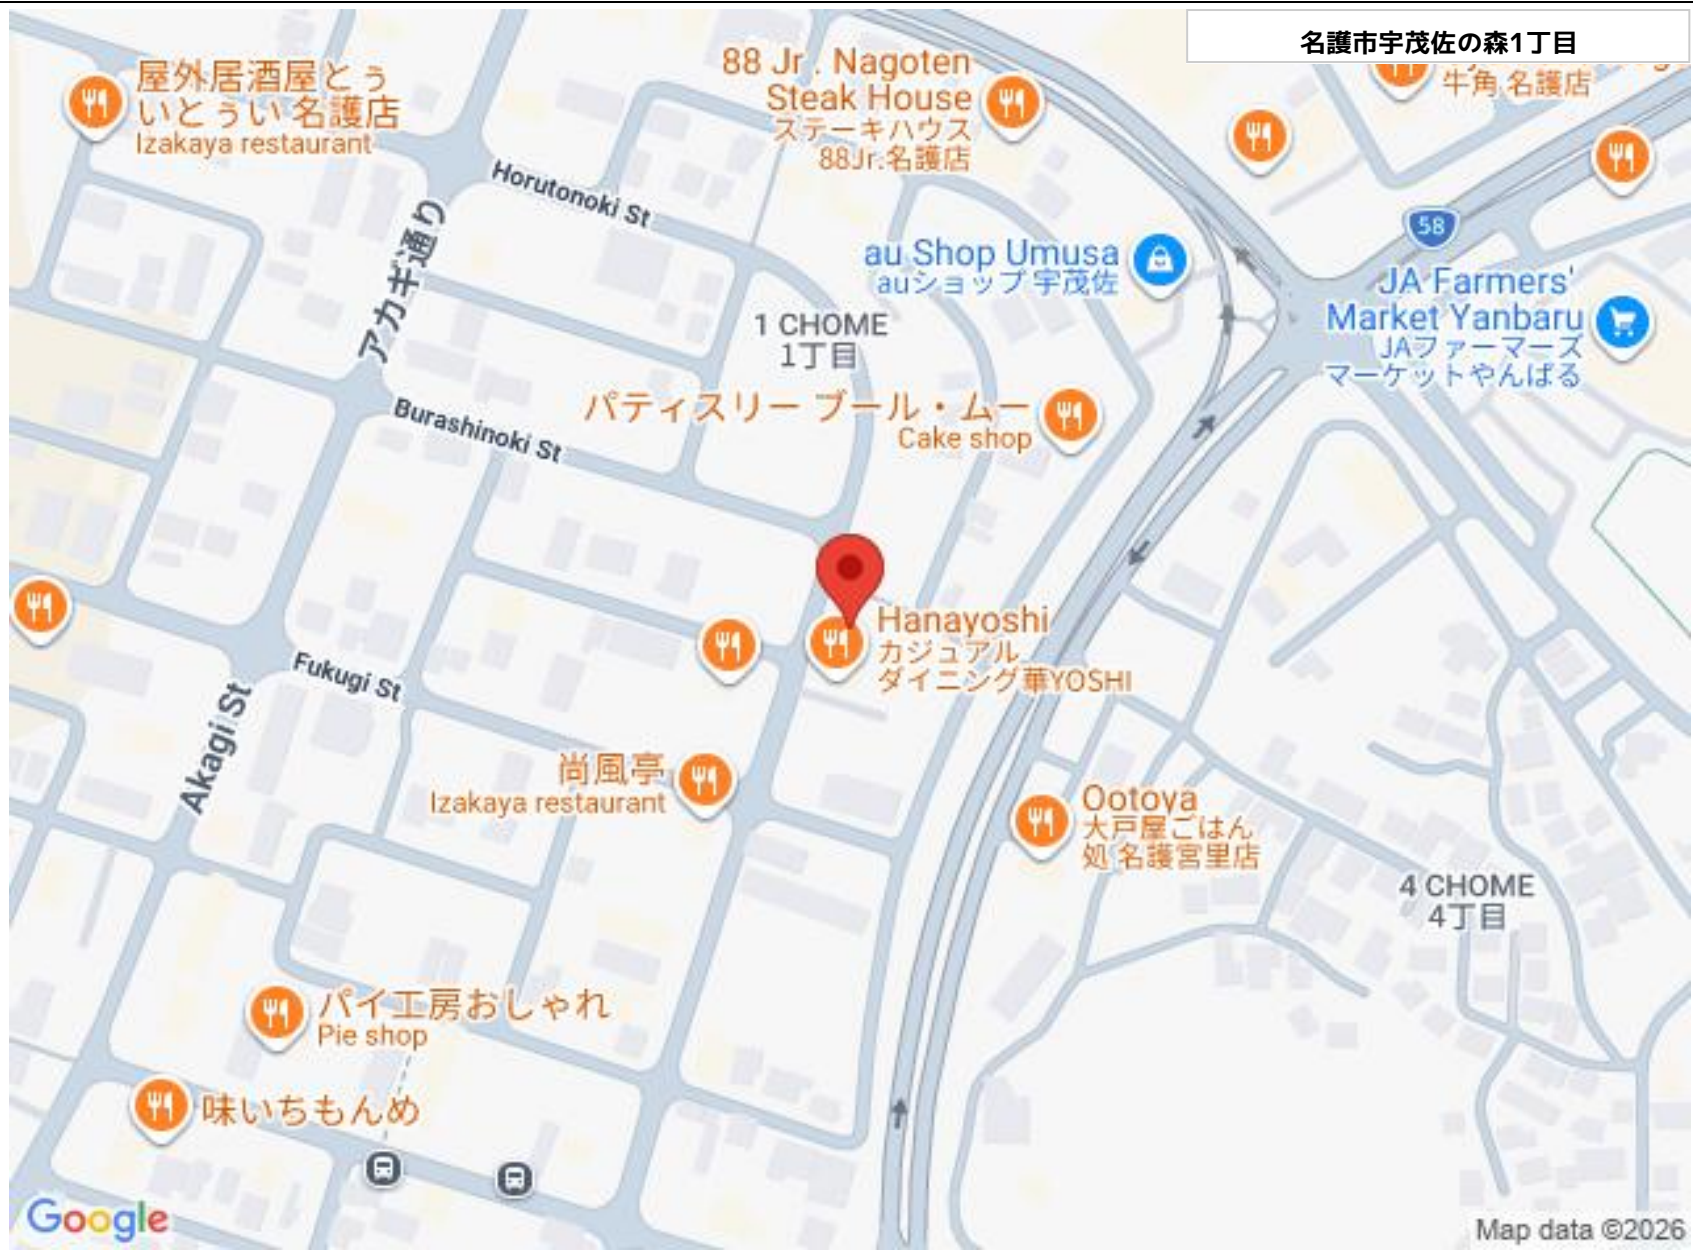 名護市宇茂佐の森1丁目
屋外居酒屋とぅ
いとぅい 名護店
Izakaya restaurant
88 Jr . Nagoten
Steak House
ステーキハウス
88Jr.名護店
牛角 名護店
Horutonoki St
アカギ通り
58
au Shop Umusa
auショップ 宇茂佐
JA Farmers'
Market Yanbaru
JAファーマーズ
マーケットやんばる
1 CHOME
1丁目
パティスリー ブール・ムー
Cake shop
Burashinoki St
Hanayoshi
カジュアル
ダイニング華YOSHI
Fukugi St
Akagi St
尚風亭
Izakaya restaurant
Ootoya
大戸屋ごはん
処 名護宮里店
4 CHOME
4丁目
パイ工房おしゃれ
Pie shop
味いちもんめ
Google
Map data ©2026